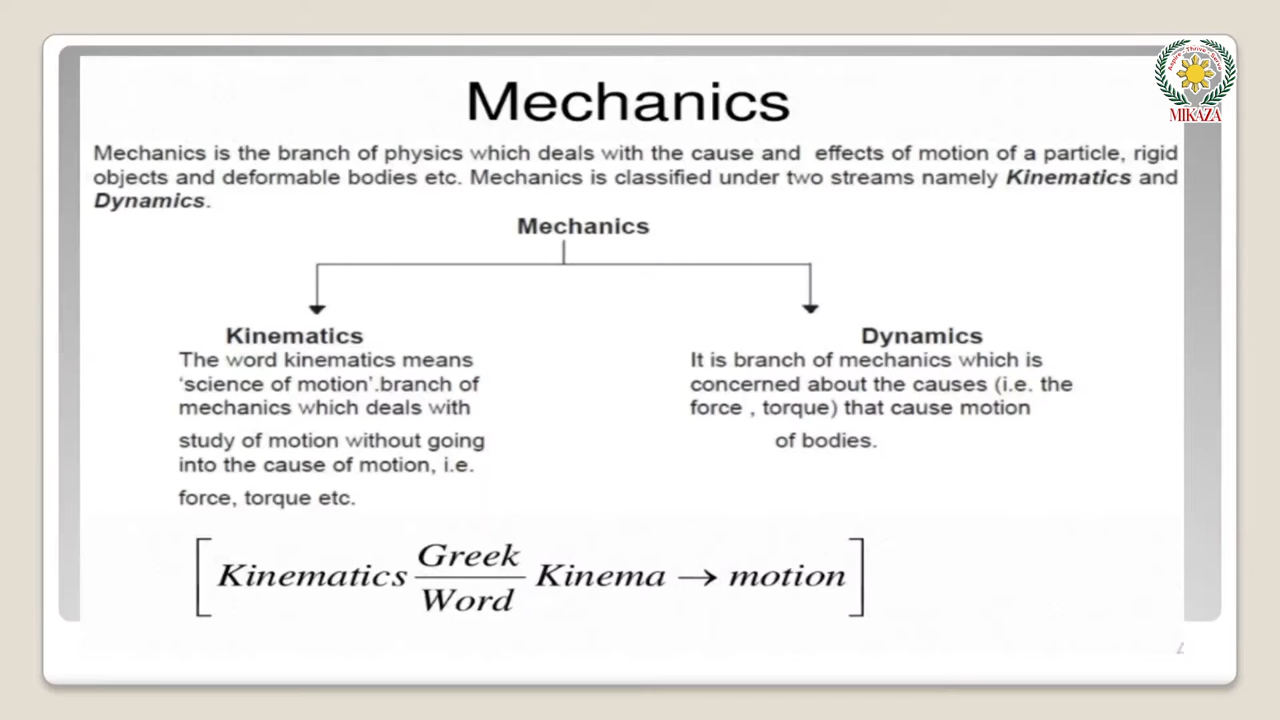 Aspire · Thrive · Serve
MIKAZA
Mechanics
Mechanics is the branch of physics which deals with the cause and effects of motion of a particle, rigid
objects and deformable bodies etc. Mechanics is classified under two streams namely Kinematics and
Dynamics.
Mechanics
Kinematics
The word kinematics means
‘science of motion’.branch of
mechanics which deals with
study of motion without going
into the cause of motion, i.e.
force, torque etc.
Dynamics
It is branch of mechanics which is
concerned about the causes (i.e. the
force , torque) that cause motion
of bodies.
[Kinematics Greek/Word Kinema → motion]